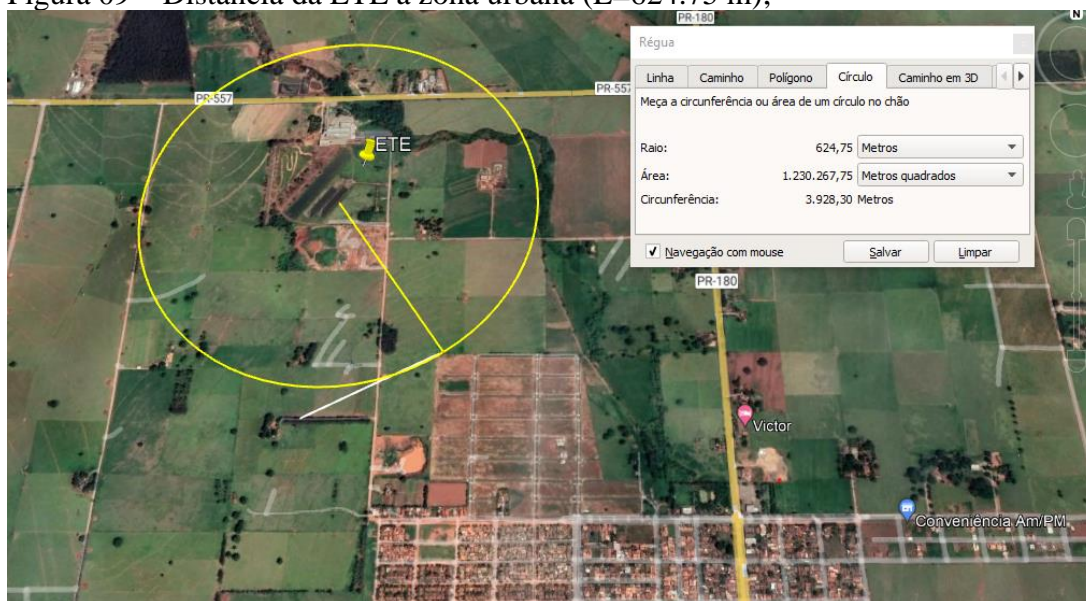 Figura 09 – Distância da ETE à zona urbana (E=624.75 m);
PR-180
N
Régua
Linha Caminho Polígono Círculo Caminho em 3D
Meça a circunferência ou área de um círculo no chão
Raio: 624,75 Metros
Área: 1.230.267,75 Metros quadrados
Circunferência: 3.928,30 Metros
Navegação com mouse Salvar Limpar
PR-557
PR-557
ETE
PR-180
Victor
Conveniência Am/PM